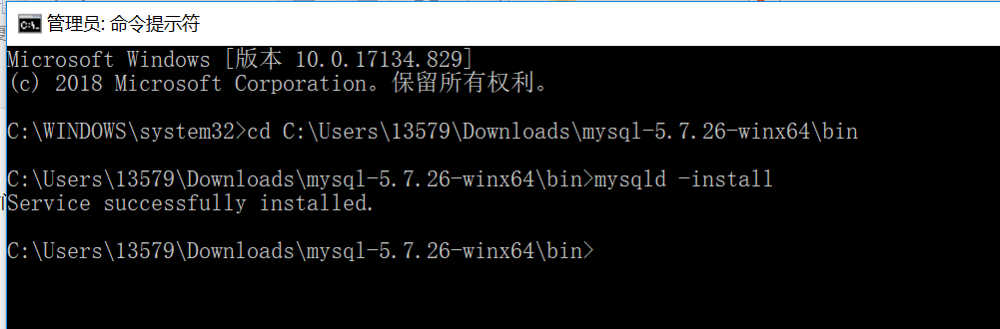 管理员: 命令提示符
Microsoft Windows [版本 10.0.17134.829]
(c) 2018 Microsoft Corporation。保留所有权利。
C:\WINDOWS\system32>cd C:\Users\13579\Downloads\mysql-5.7.26-winx64\bin
C:\Users\13579\Downloads\mysql-5.7.26-winx64\bin>mysqld -install
Service successfully installed.
C:\Users\13579\Downloads\mysql-5.7.26-winx64\bin>